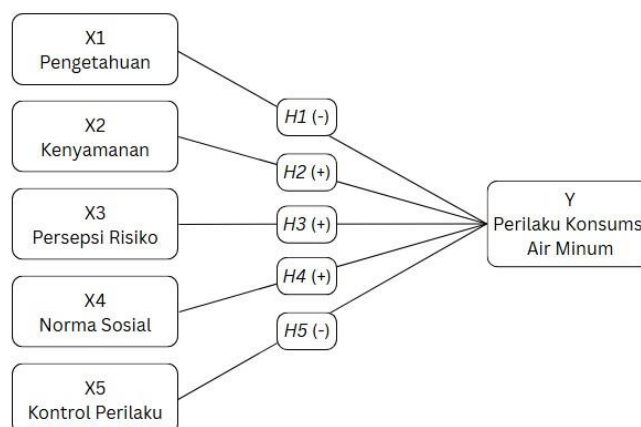 X1
Pengetahuan
H1 (-)
X2
Kenyamanan
H2 (+)
X3
Persepsi Risiko
H3 (+)
X4
Norma Sosial
H4 (+)
X5
Kontrol Perilaku
H5 (-)
Y
Perilaku Konsums
Air Minum